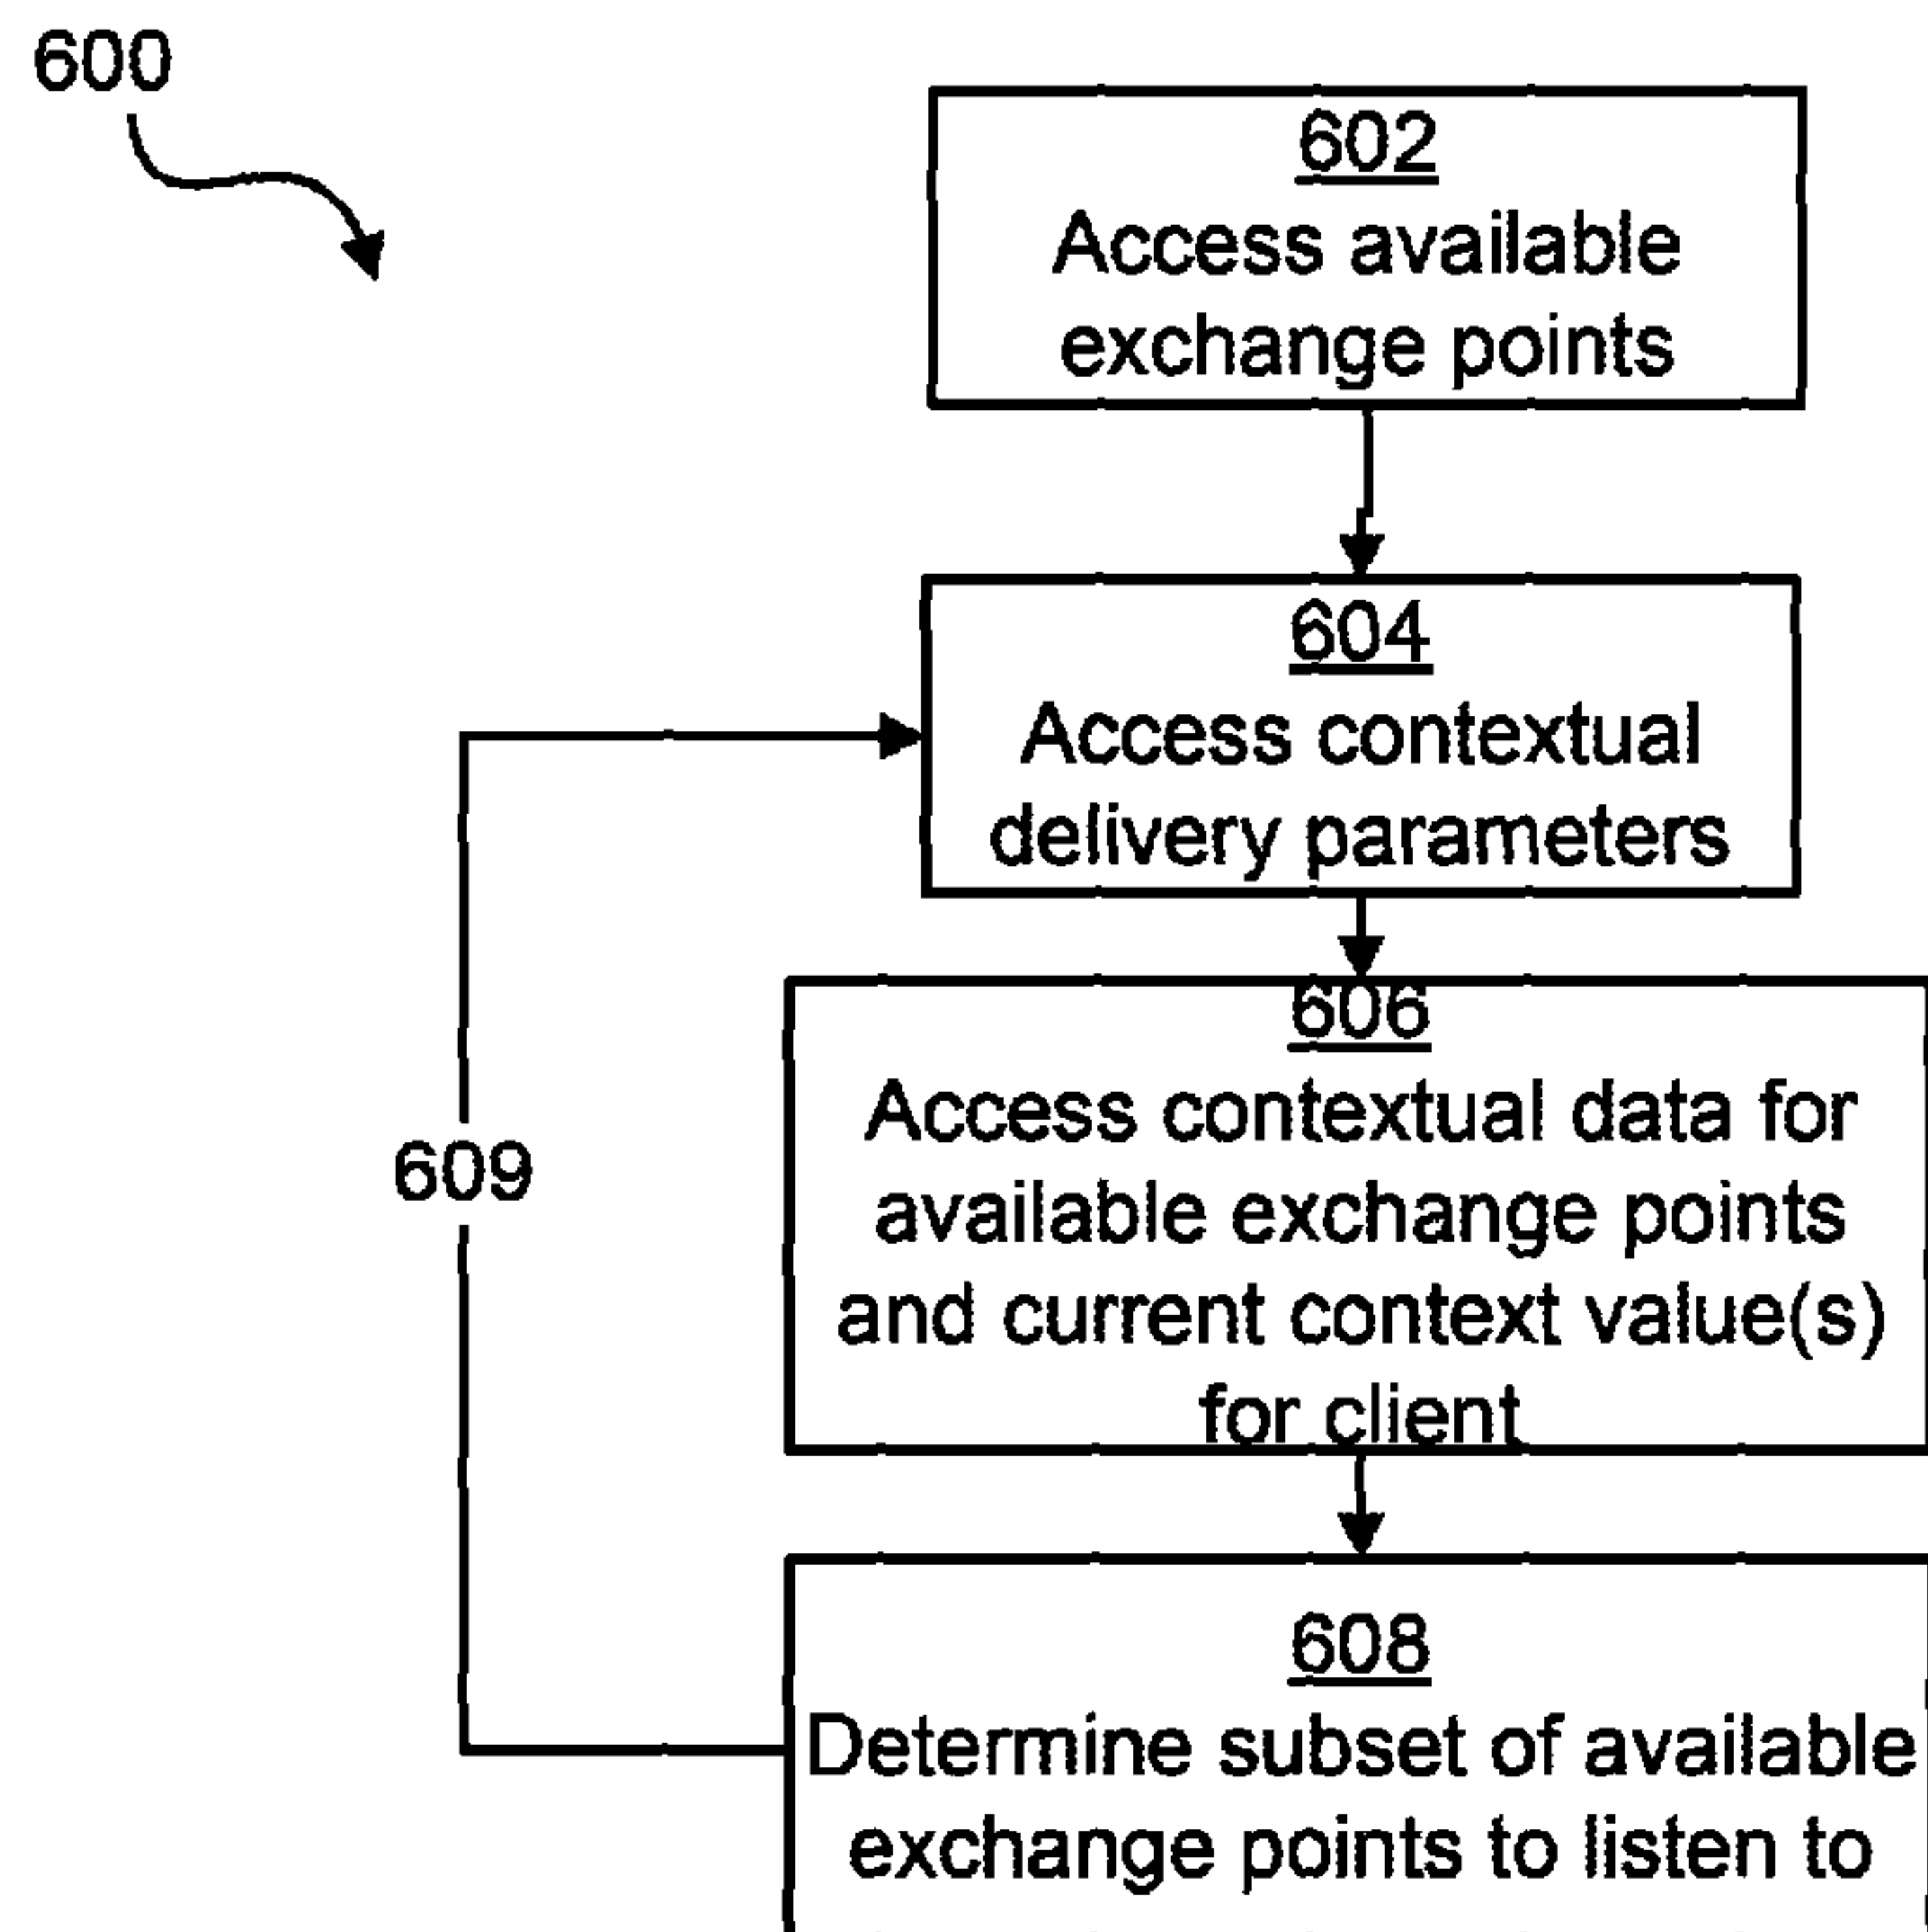 600
602
Access available
exchange points
604
Access contextual
delivery parameters
606
Access contextual data for
available exchange points
and current context value(s)
for client
609
608
Determine subset of available
exchange points to listen to